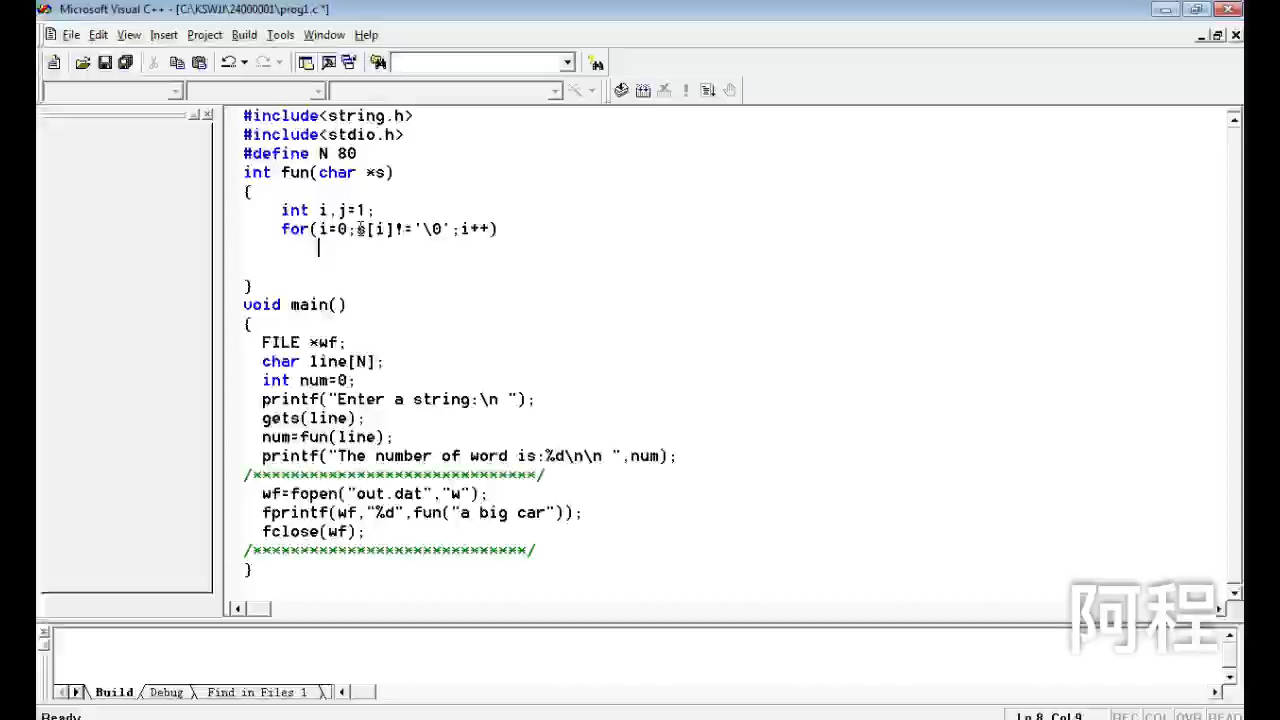 Microsoft Visual C++ - [C:\KSWJJ\24000001\prog1.c *]
File Edit View Insert Project Build Tools Window Help
#include<string.h>
#include<stdio.h>
#define N 80
int fun(char *s)
{
int i,j=1;
for(i=0;s[i]!='\0';i++)
}
void main()
{
FILE *wf;
char line[N];
int num=0;
printf("Enter a string:\n ");
gets(line);
num=fun(line);
printf("The number of word is:%d\n\n ",num);
/******************************/
wf=fopen("out.dat","w");
fprintf(wf,"%d",fun("a big car"));
fclose(wf);
/*****************************/
}
阿程
Build Debug Find in Files 1
Ready Ln 8, Col 9 REC COL OVR READ